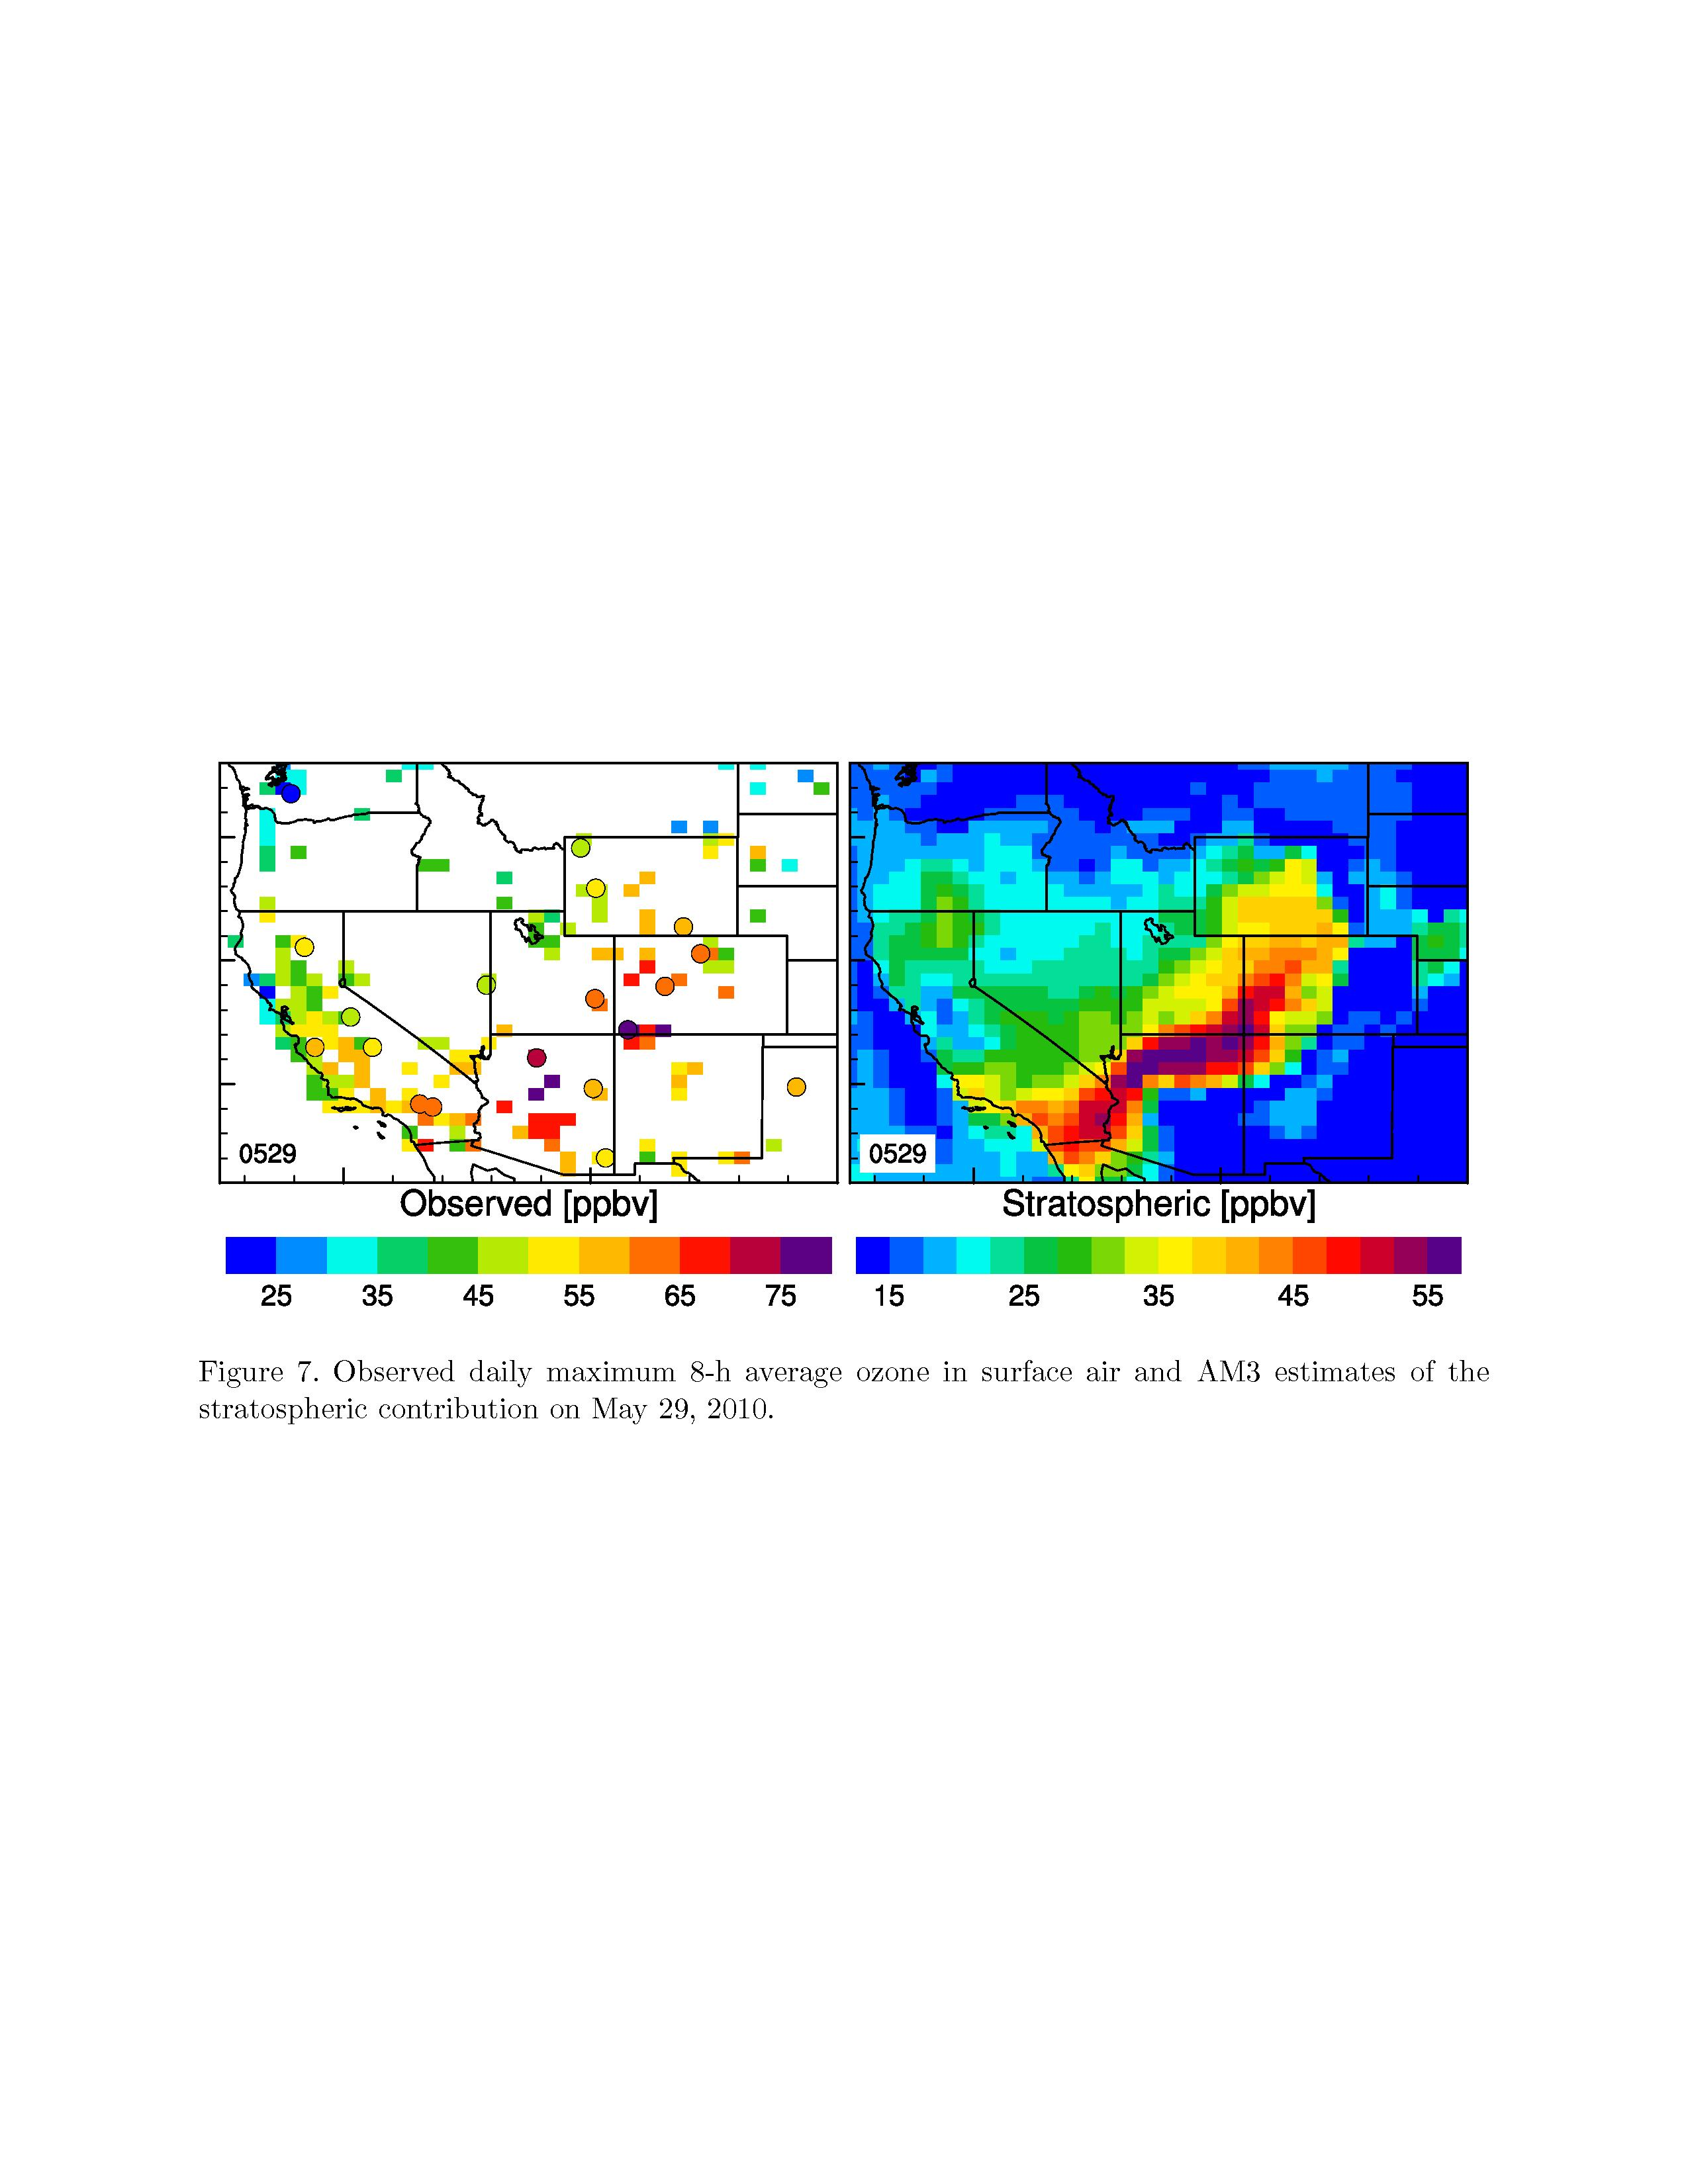 0529
0529
Observed [ppbv]
Stratospheric [ppbv]
25 35 45 55 65 75
15 25 35 45 55
Figure 7. Observed daily maximum 8-h average ozone in surface air and AM3 estimates of the
stratospheric contribution on May 29, 2010.